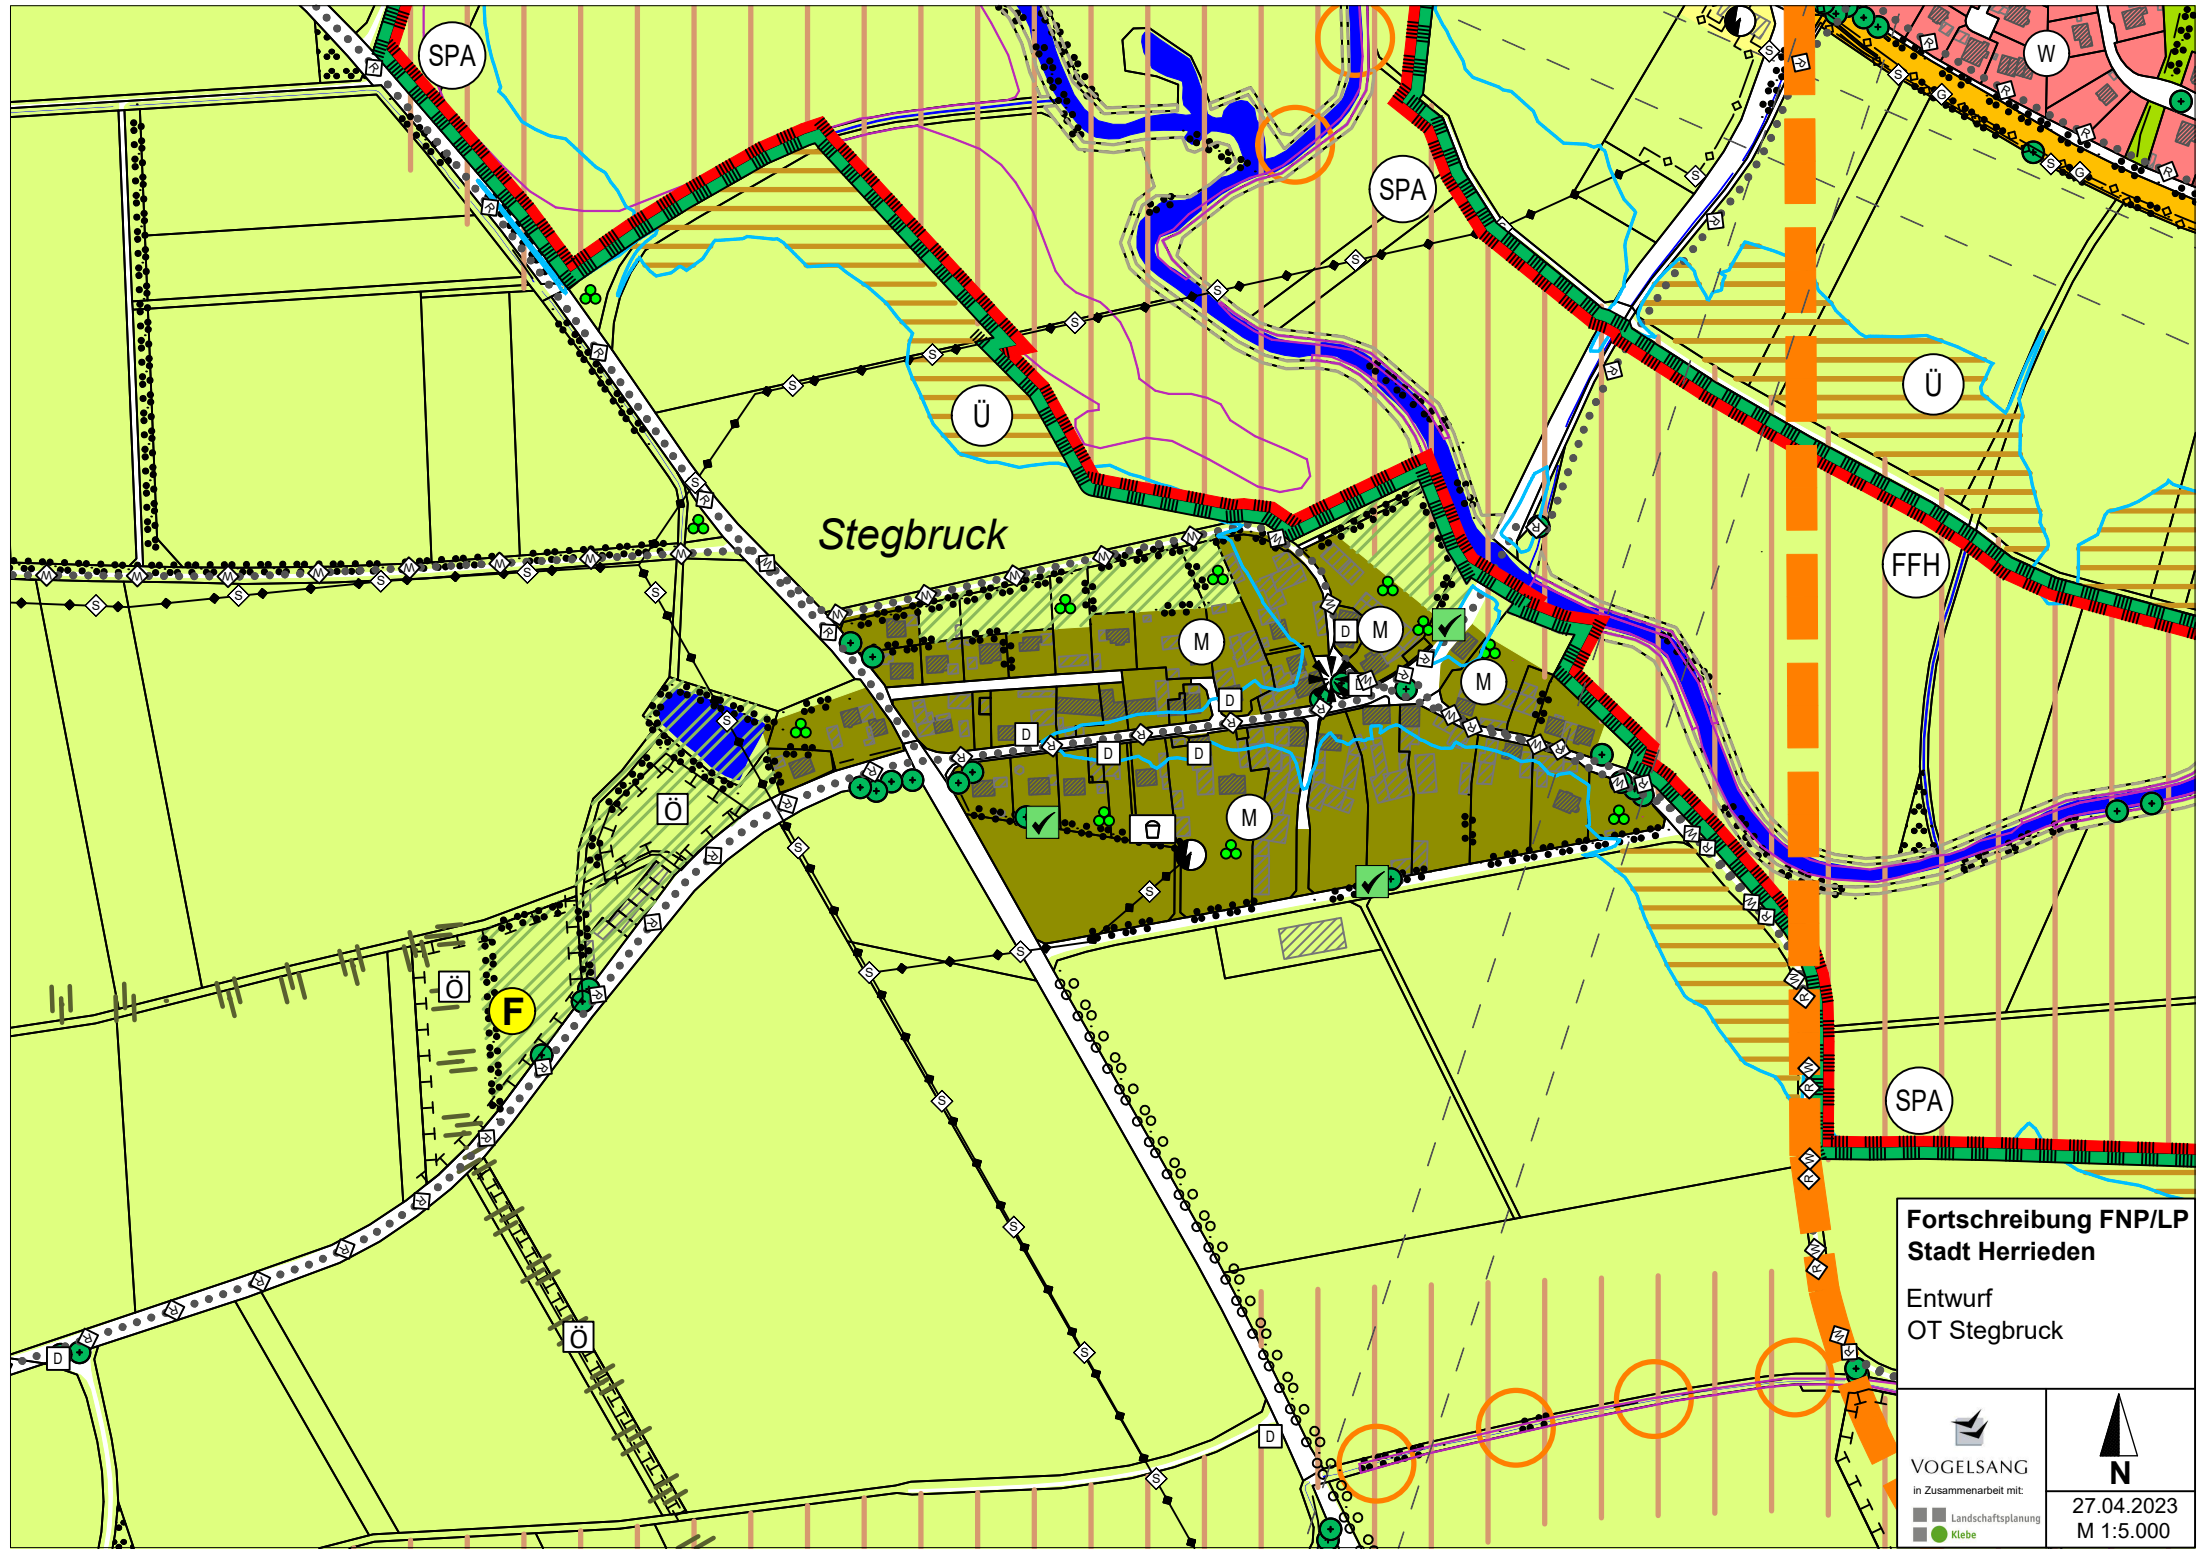 SPA
W
SPA
Ü
Ü
Stegbruck
FFH
M
M
D
M
D
D
D
D
Ö
M
Ö
F
SPA
Ö
D
D
Fortschreibung FNP/LP
Stadt Herrieden
Entwurf
OT Stegbruck
VOGELSANG
in Zusammenarbeit mit:
Landschaftsplanung
Klebe
N
27.04.2023
M 1:5.000